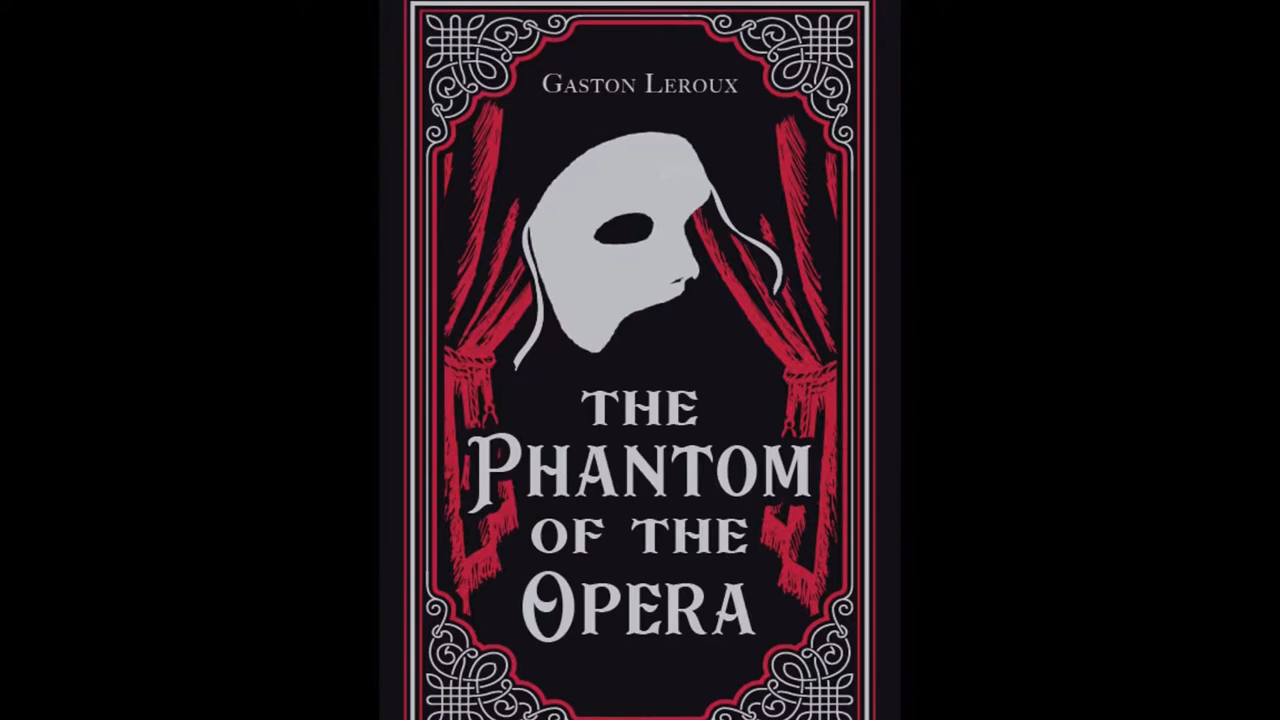 Gaston Leroux
THE
PHANTOM
OF THE
OPERA